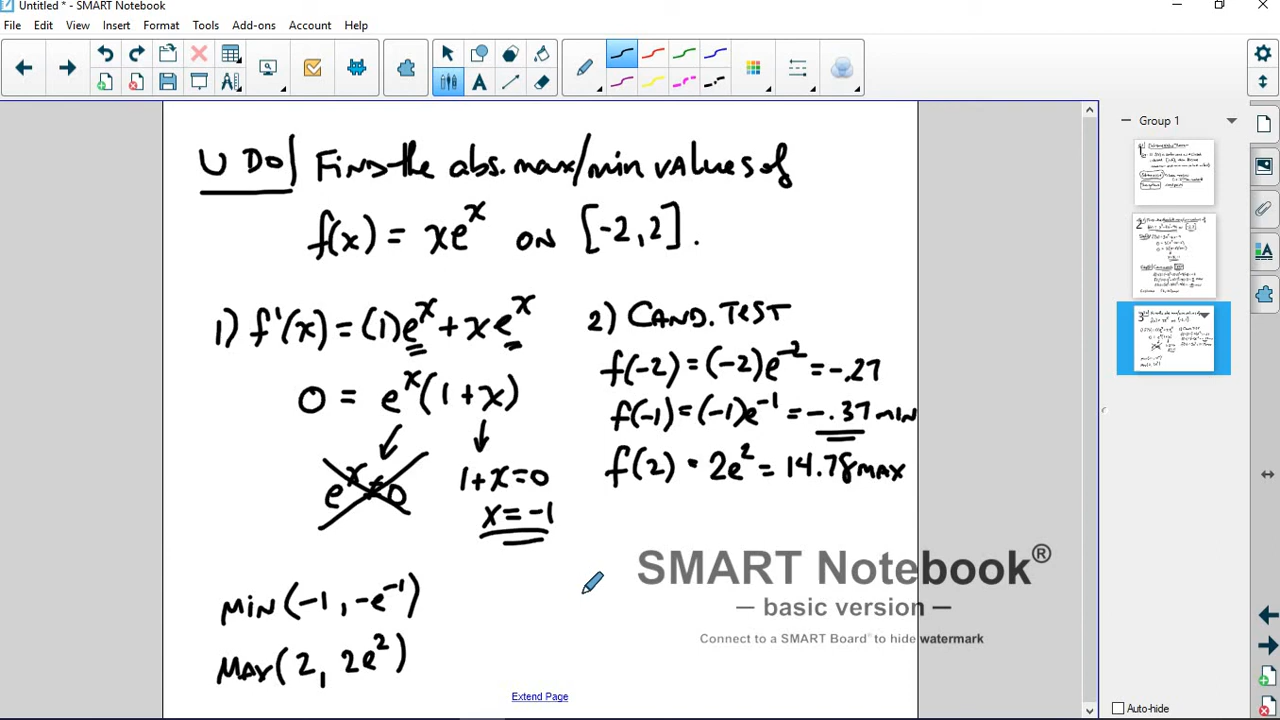 Untitled * - SMART Notebook
File Edit View Insert Format Tools Add-ons Account Help
U DO Find the abs. max/min values of
f(x) = xe^x on [-2,2].
1) f'(x) = (1)e^x + xe^x
0 = e^x(1+x)
e^x = 0
1+x=0
x = -1
MIN (-1, -e^-1)
MAX (2, 2e^2)
2) CAND. TEST
f(-2) = (-2)e^-2 = -.27
f(-1) = (-1)e^-1 = -.37 min
f(2) = 2e^2 = 14.78 max
SMART Notebook®
— basic version —
Connect to a SMART Board® to hide watermark
Extend Page
Group 1
2
3
Auto-hide